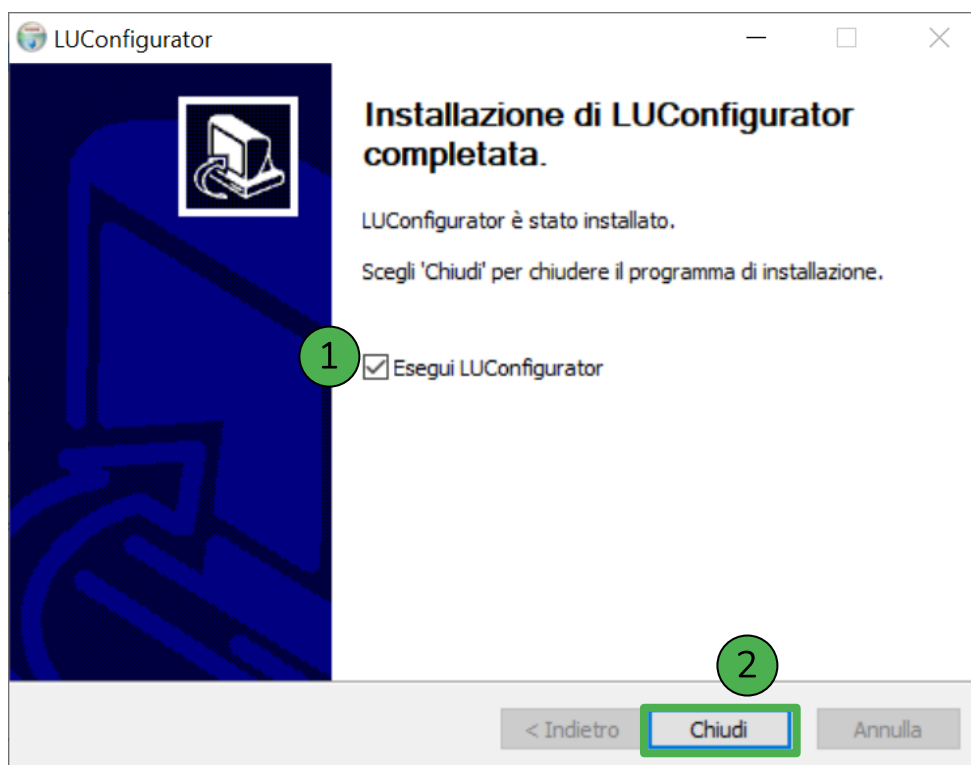 LUConfigurator
Installazione di LUConfigurator
completata.
LUConfigurator è stato installato.
Scegli 'Chiudi' per chiudere il programma di installazione.
1
Esegui LUConfigurator
2
< Indietro
Chiudi
Annulla